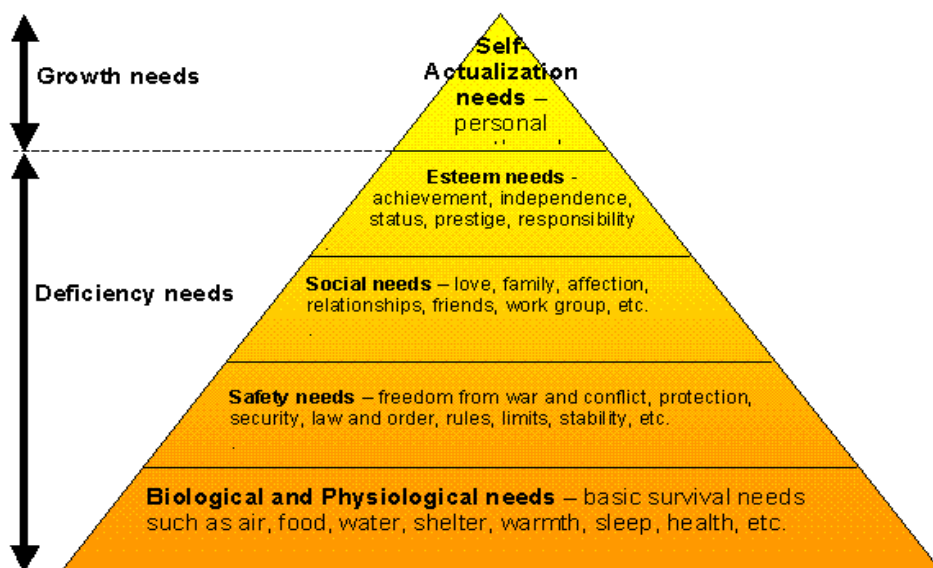 Growth needs
Self-
Actualization
needs –
personal
Esteem needs -
achievement, independence,
status, prestige, responsibility
Deficiency needs
Social needs – love, family, affection,
relationships, friends, work group, etc.
Safety needs – freedom from war and conflict, protection,
security, law and order, rules, limits, stability, etc.
Biological and Physiological needs – basic survival needs
such as air, food, water, shelter, warmth, sleep, health, etc.